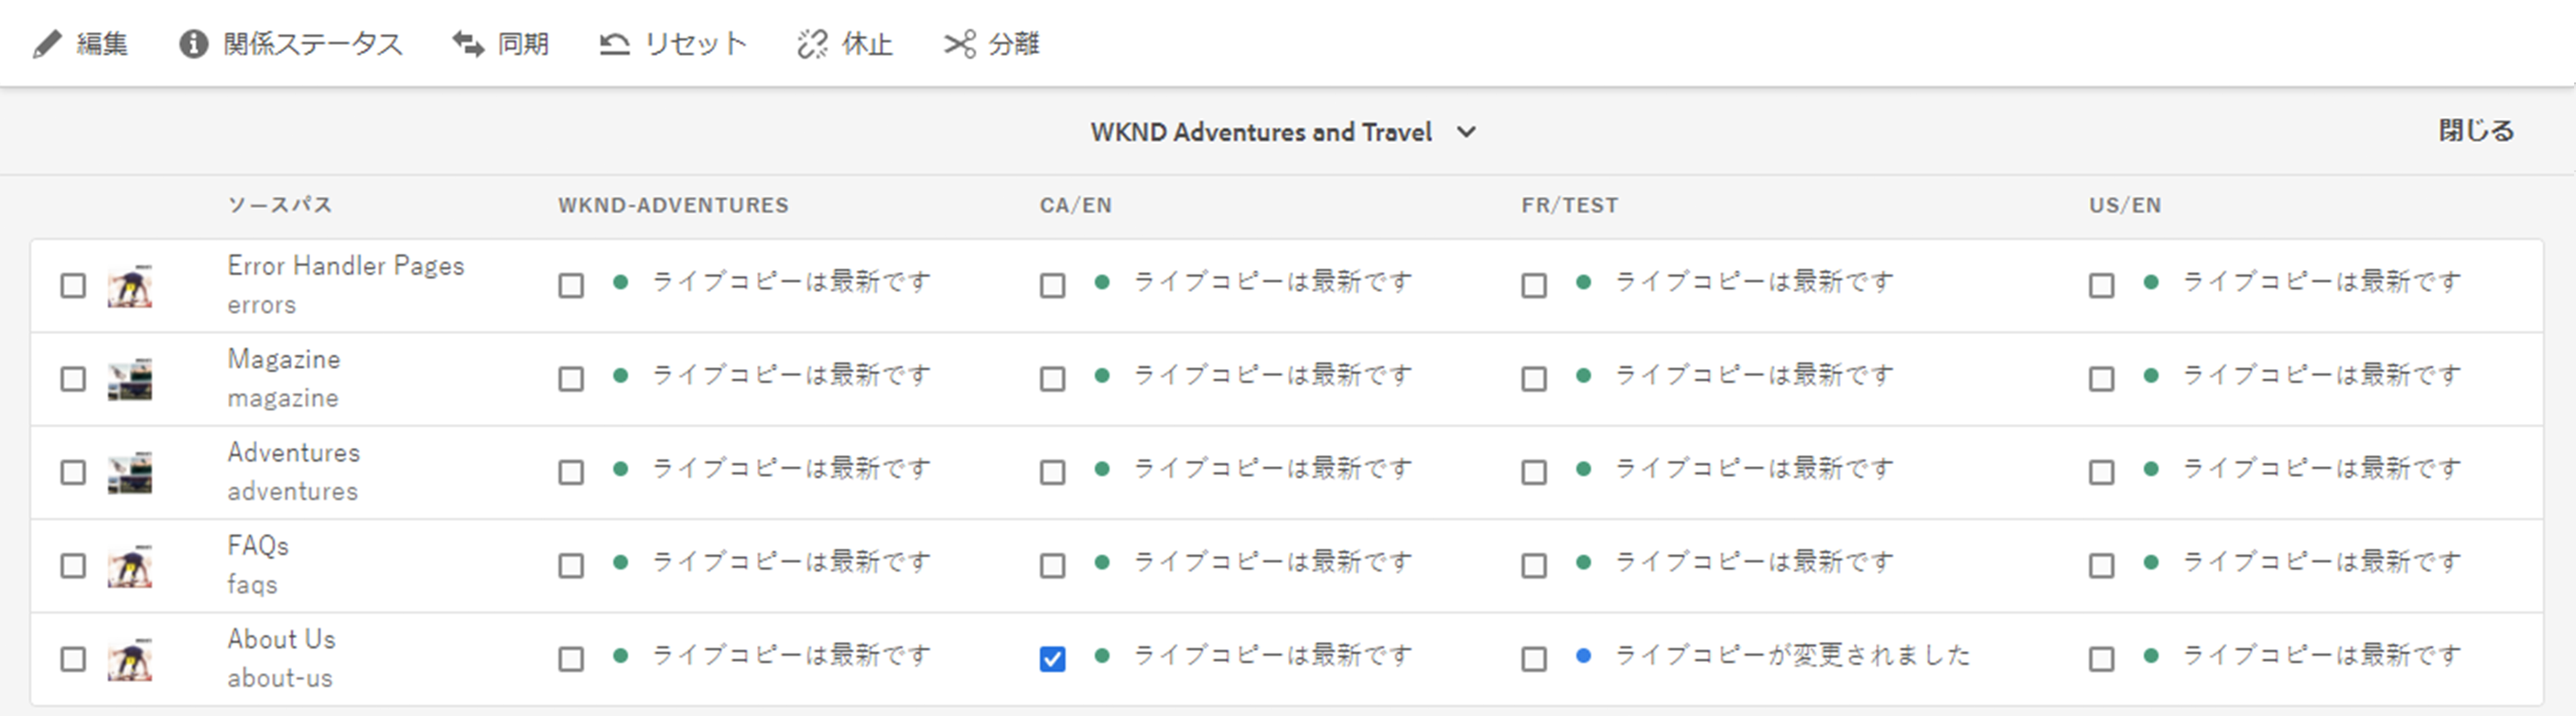 編集 関係ステータス 同期 リセット 休止 分離
WKND Adventures and Travel 閉じる
ソースパス WKND-ADVENTURES CA/EN FR/TEST US/EN
Error Handler Pages
errors
ライブコピーは最新です ライブコピーは最新です ライブコピーは最新です ライブコピーは最新です
Magazine
magazine
ライブコピーは最新です ライブコピーは最新です ライブコピーは最新です ライブコピーは最新です
Adventures
adventures
ライブコピーは最新です ライブコピーは最新です ライブコピーは最新です ライブコピーは最新です
FAQs
faqs
ライブコピーは最新です ライブコピーは最新です ライブコピーは最新です ライブコピーは最新です
About Us
about-us
ライブコピーは最新です ライブコピーは最新です ライブコピーが変更されました ライブコピーは最新です